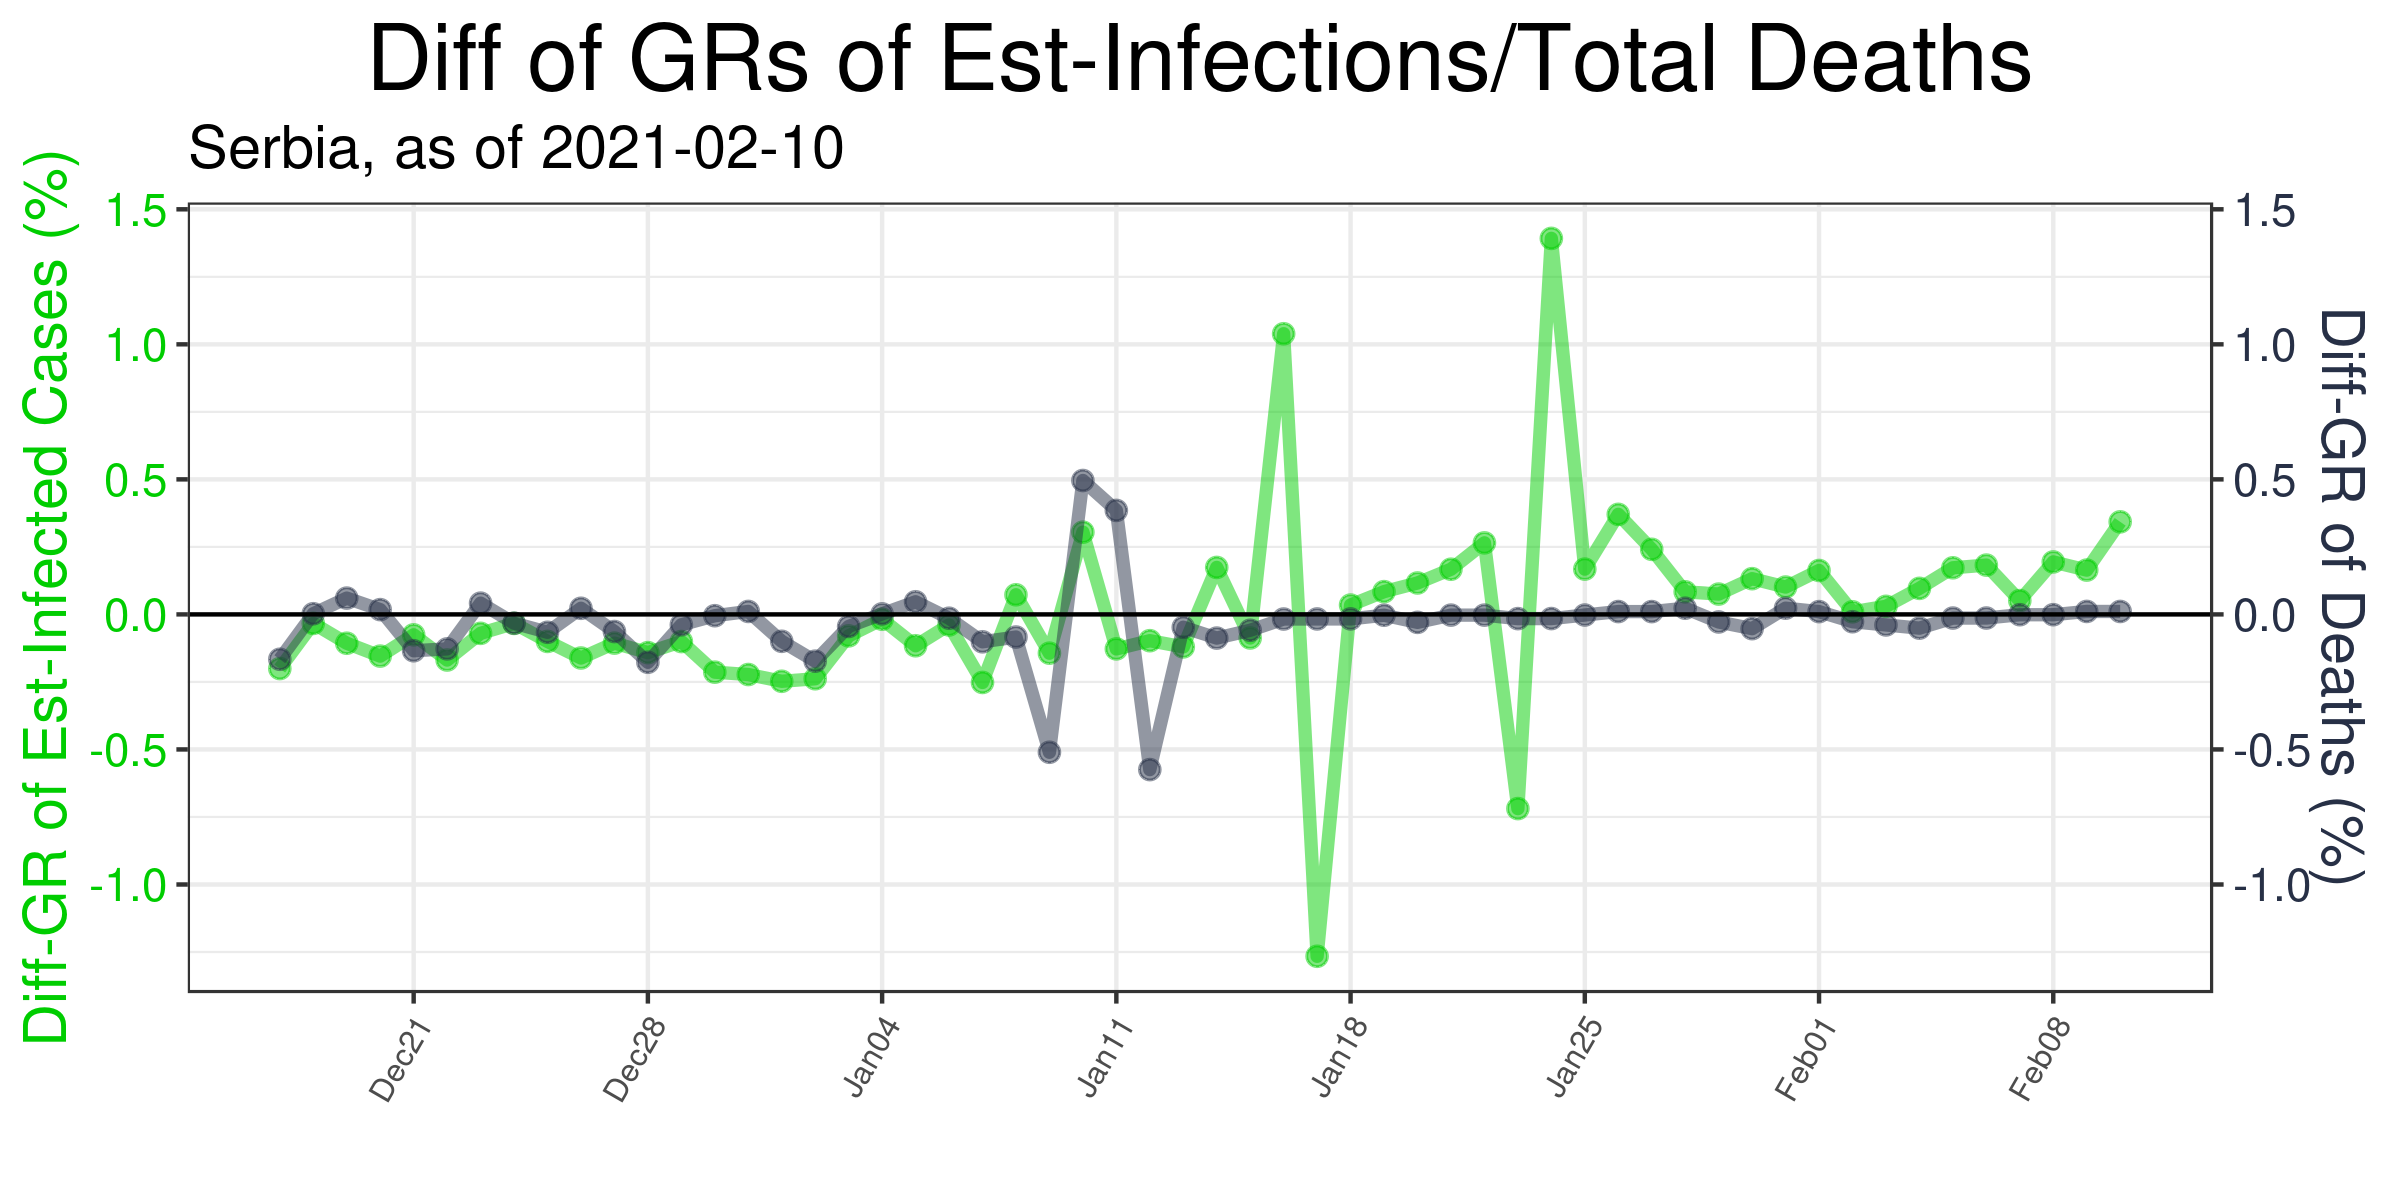 Diff of GRs of Est-Infections/Total Deaths
Serbia, as of 2021-02-10
Diff-GR of Est-Infected Cases (%)
1.5
1.0
0.5
0.0
-0.5
-1.0
1.5
1.0
0.5
0.0
-0.5
-1.0
Diff-GR of Deaths (%)
Dec21
Dec28
Jan04
Jan11
Jan18
Jan25
Feb01
Feb08